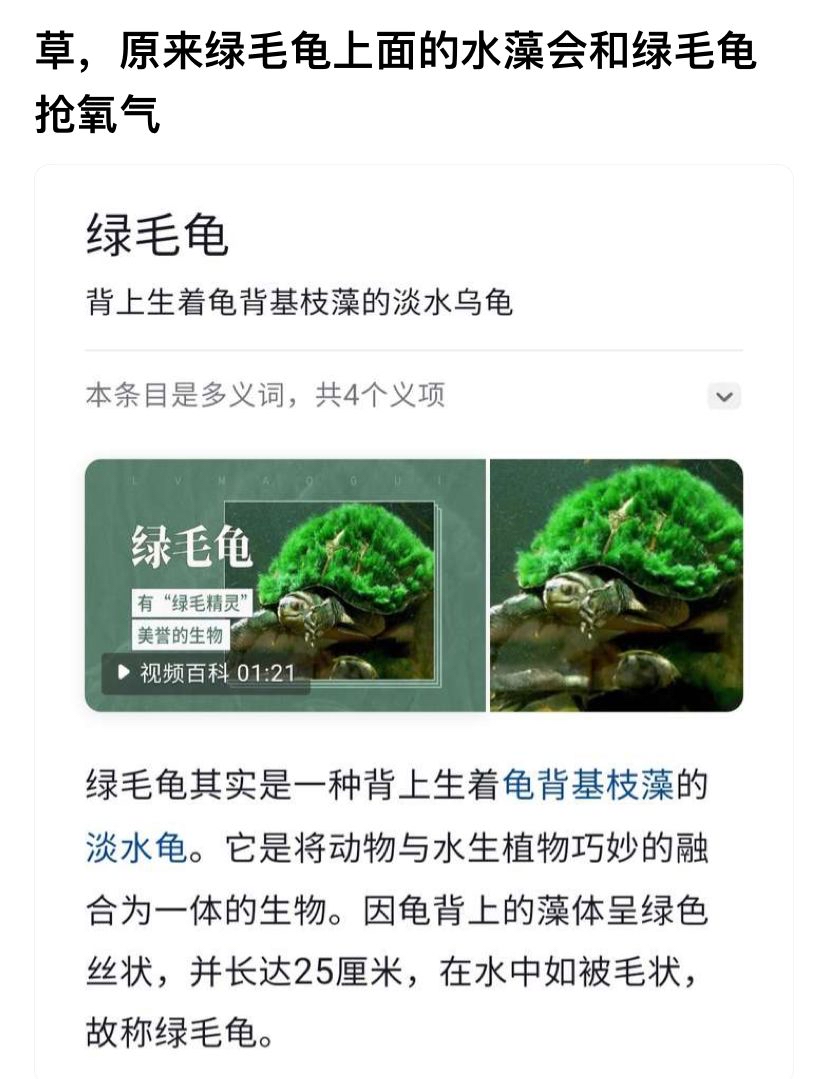 草，原来绿毛龟上面的水藻会和绿毛龟
抢氧气
绿毛龟
背上生着龟背基枝藻的淡水乌龟
本条目是多义词，共4个义项
L V M A O G U I
绿毛龟
有“绿毛精灵”
美誉的生物
视频百科 01:21
绿毛龟其实是一种背上生着龟背基枝藻的
淡水龟。它是将动物与水生植物巧妙的融
合为一体的生物。因龟背上的藻体呈绿色
丝状，并长达25厘米，在水中如被毛状，
故称绿毛龟。